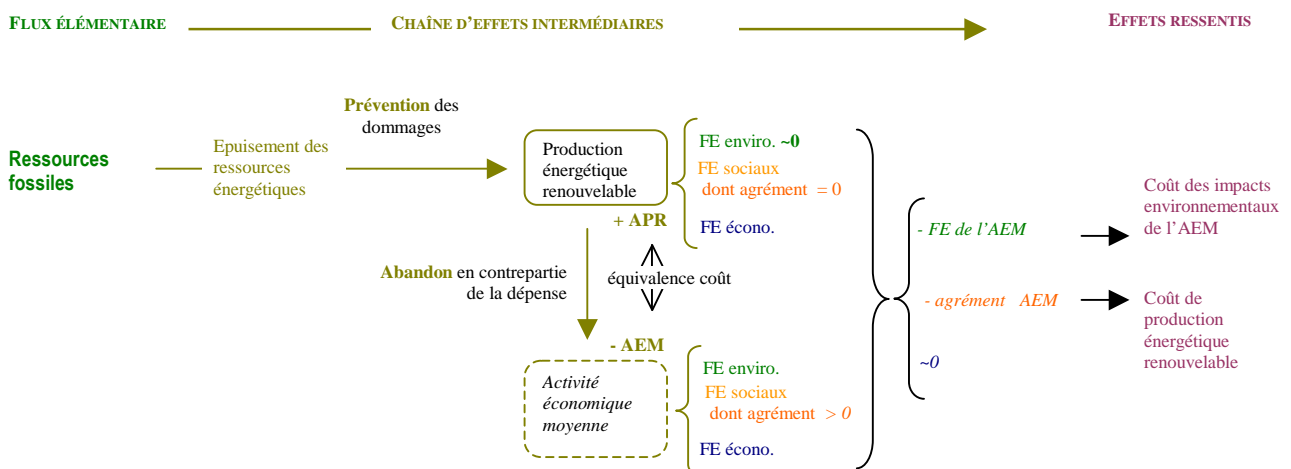 FLUX ÉLÉMENTAIRE
CHAÎNE D'EFFETS INTERMÉDIAIRES
EFFETS RESSENTIS
Prévention des
dommages
Ressources
fossiles
Epuisement des
ressources
énergétiques
Production
énergétique
renouvelable
FE enviro. ~0
FE sociaux
dont agrément = 0
FE écono.
+ APR
Abandon en contrepartie
de la dépense
équivalence coût
- AEM
Activité
économique
moyenne
FE enviro.
FE sociaux
dont agrément > 0
FE écono.
- FE de l'AEM
- agrément AEM
~0
Coût des impacts
environnementaux
de l'AEM
Coût de
production
énergétique
renouvelable